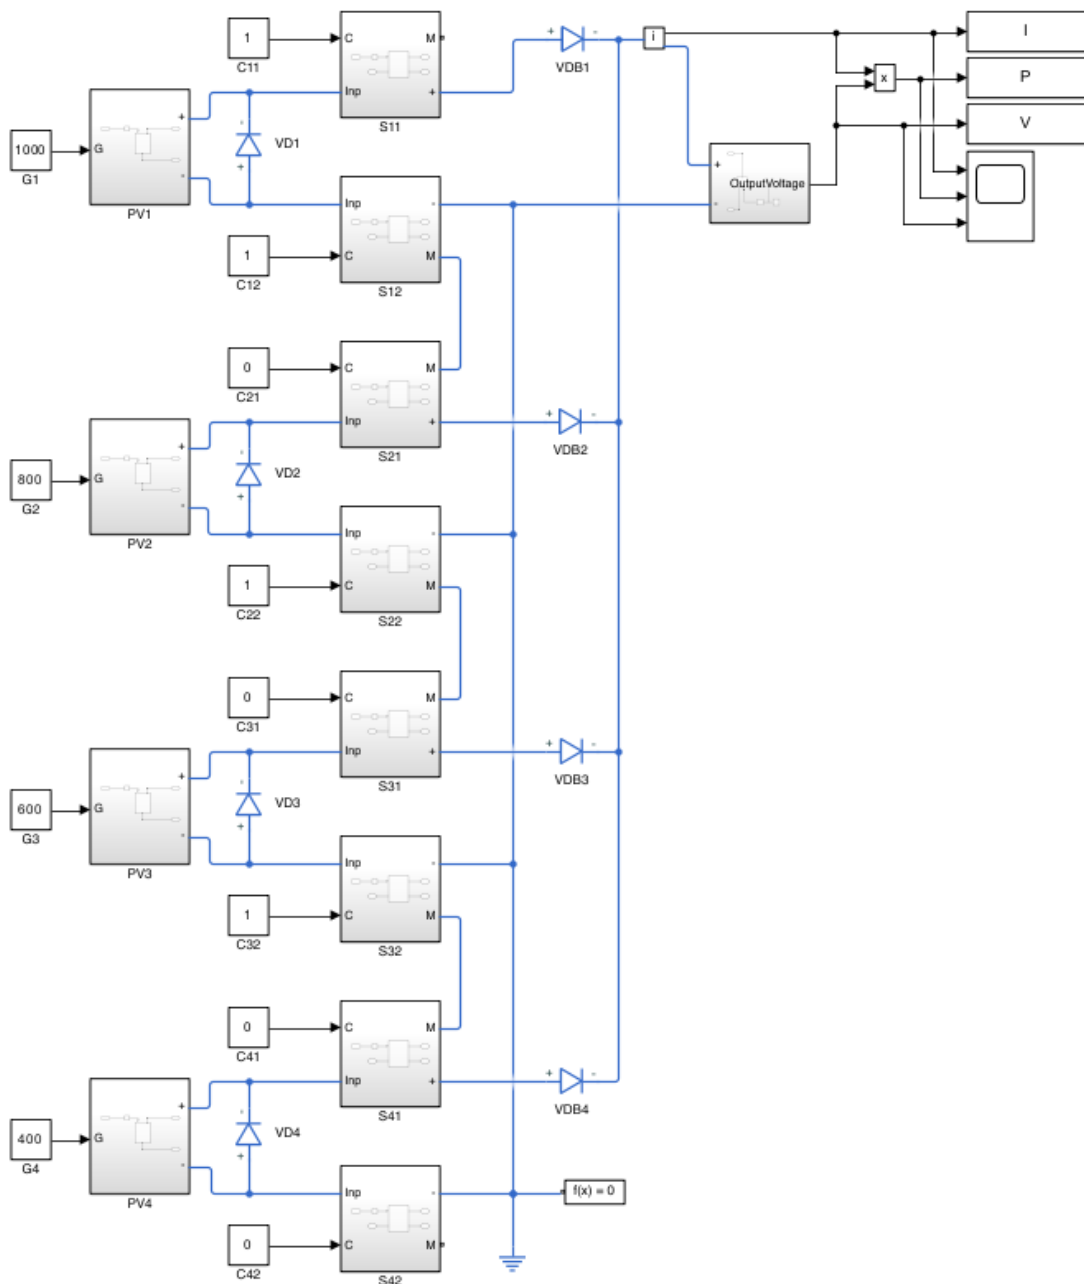 1
C11
C
M
Inp
+
S11
+
-
VDB1
i
I
x
P
V
1000
G1
G
+
-
PV1
-
+
VD1
+
-
OutputVoltage
Inp
-
C
M
S12
1
C12
0
C21
C
M
Inp
+
S21
+
-
VDB2
800
G2
G
+
-
PV2
-
+
VD2
Inp
-
C
M
S22
1
C22
0
C31
C
M
Inp
+
S31
+
-
VDB3
600
G3
G
+
-
PV3
-
+
VD3
Inp
-
C
M
S32
1
C32
0
C41
C
M
Inp
+
S41
+
-
VDB4
400
G4
G
+
-
PV4
-
+
VD4
Inp
-
C
M
S42
0
C42
f(x) = 0